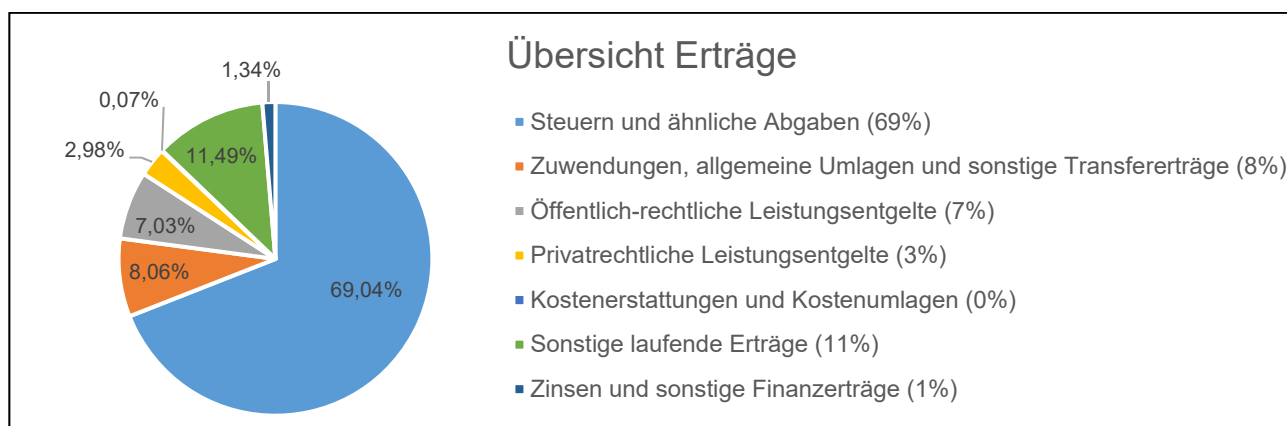 Übersicht Erträge
1,34%
0,07%
2,98%
11,49%
7,03%
8,06%
69,04%
Steuern und ähnliche Abgaben (69%)
Zuwendungen, allgemeine Umlagen und sonstige Transfererträge (8%)
Öffentlich-rechtliche Leistungsentgelte (7%)
Privatrechtliche Leistungsentgelte (3%)
Kostenerstattungen und Kostenumlagen (0%)
Sonstige laufende Erträge (11%)
Zinsen und sonstige Finanzerträge (1%)